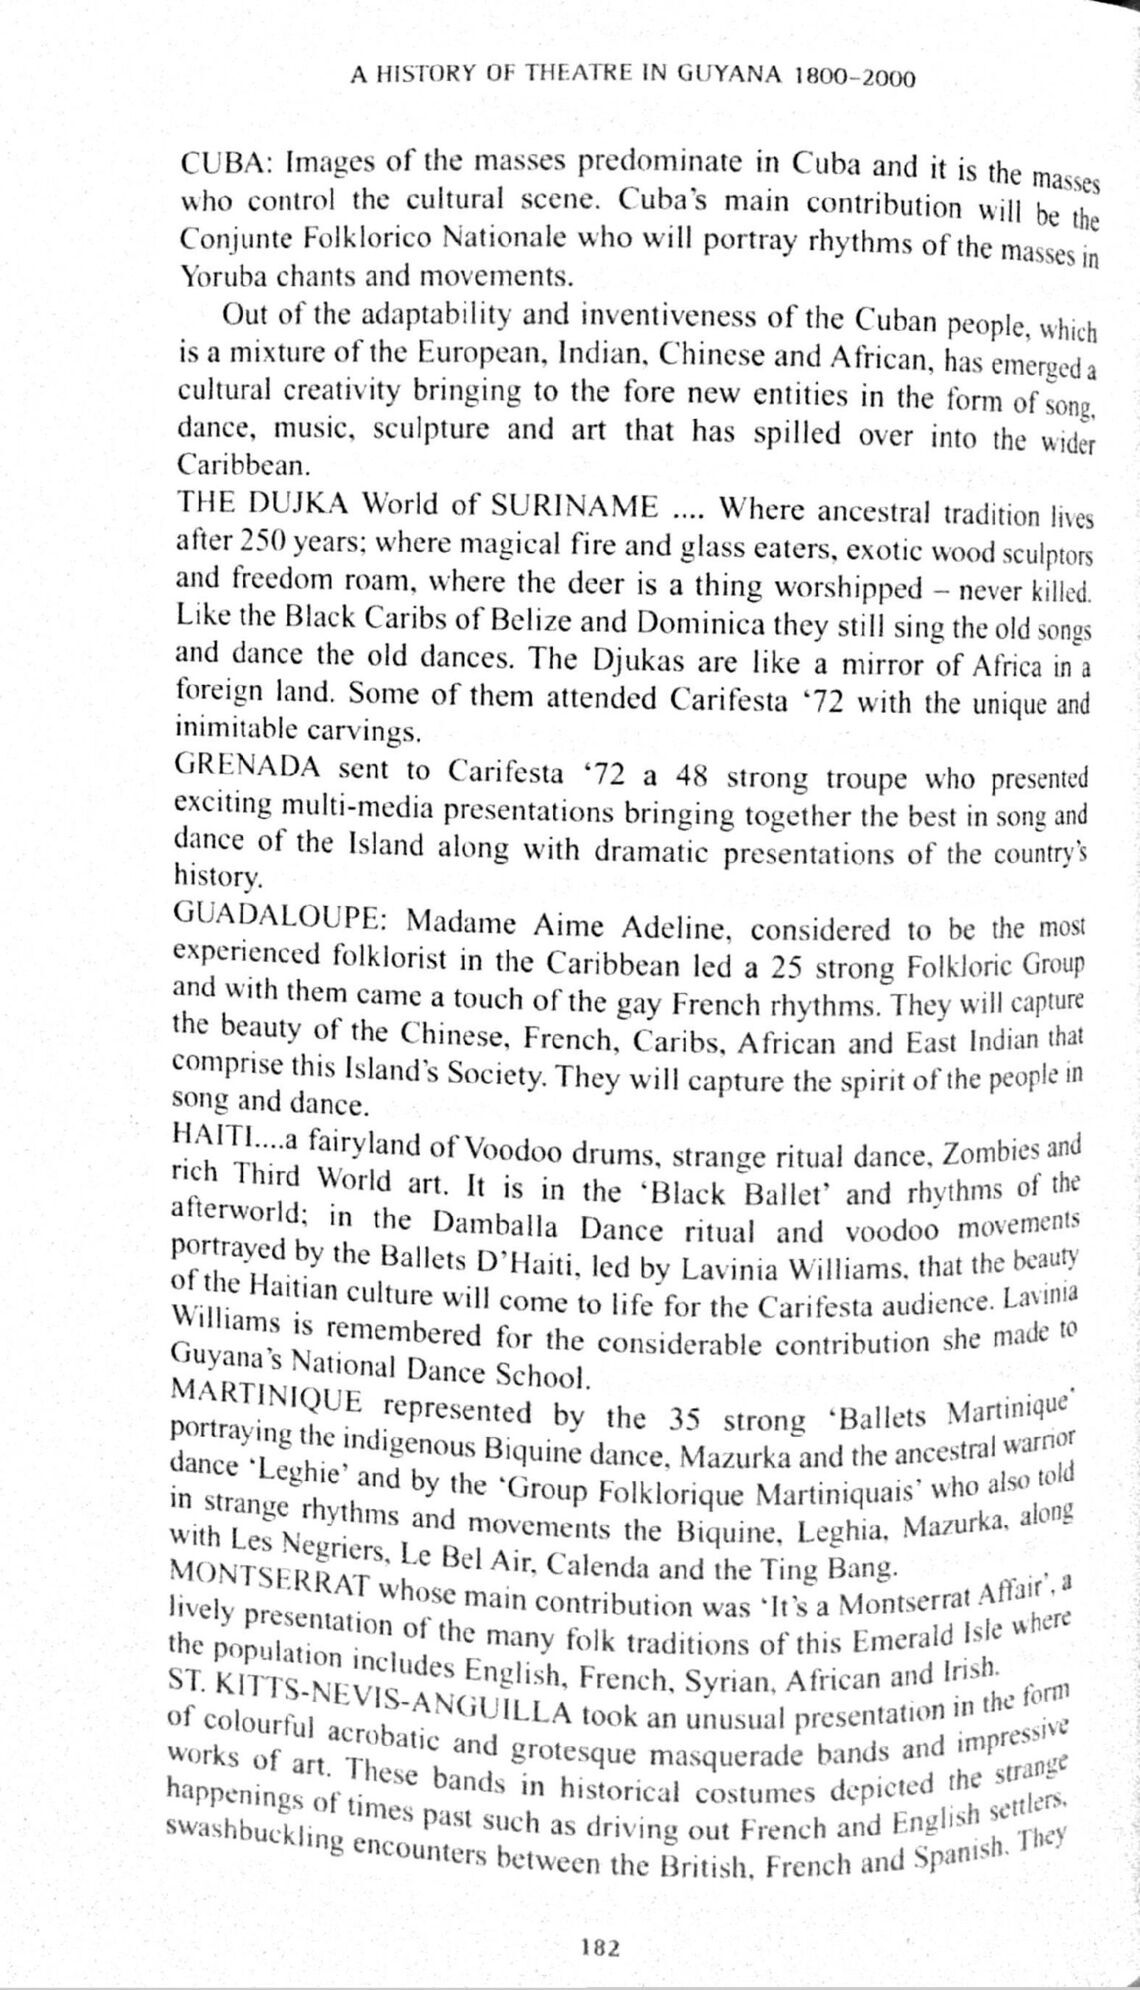 A HISTORY OF THEATRE IN GUYANA 1800–2000
CUBA: Images of the masses predominate in Cuba and it is the masses
who control the cultural scene. Cuba's main contribution will be the
Conjunte Folklorico Nationale who will portray rhythms of the masses in
Yoruba chants and movements.
Out of the adaptability and inventiveness of the Cuban people, which
is a mixture of the European, Indian, Chinese and African, has emerged a
cultural creativity bringing to the fore new entities in the form of song,
dance, music, sculpture and art that has spilled over into the wider
Caribbean.
THE DUJKA World of SURINAME .... Where ancestral tradition lives
after 250 years; where magical fire and glass eaters, exotic wood sculptors
and freedom roam, where the deer is a thing worshipped – never killed.
Like the Black Caribs of Belize and Dominica they still sing the old songs
and dance the old dances. The Djukas are like a mirror of Africa in a
foreign land. Some of them attended Carifesta ‘72 with the unique and
inimitable carvings.
GRENADA sent to Carifesta ‘72 a 48 strong troupe who presented
exciting multi-media presentations bringing together the best in song and
dance of the Island along with dramatic presentations of the country's
history.
GUADALOUPE: Madame Aime Adeline, considered to be the most
experienced folklorist in the Caribbean led a 25 strong Folkloric Group
and with them came a touch of the gay French rhythms. They will capture
the beauty of the Chinese, French, Caribs, African and East Indian that
comprise this Island's Society. They will capture the spirit of the people in
song and dance.
HAITI....a fairyland of Voodoo drums, strange ritual dance, Zombies and
rich Third World art. It is in the ‘Black Ballet’ and rhythms of the
afterworld; in the Damballa Dance ritual and voodoo movements
portrayed by the Ballets D’Haiti, led by Lavinia Williams, that the beauty
of the Haitian culture will come to life for the Carifesta audience. Lavinia
Williams is remembered for the considerable contribution she made to
Guyana's National Dance School.
MARTINIQUE represented by the 35 strong ‘Ballets Martinique’
portraying the indigenous Biquine dance, Mazurka and the ancestral warrior
dance ‘Leghie’ and by the ‘Group Folklorique Martiniquais’ who also told
in strange rhythms and movements the Biquine, Leghia, Mazurka, along
with Les Negriers, Le Bel Air, Calenda and the Ting Bang.
MONTSERRAT whose main contribution was ‘It's a Montserrat Affair’, a
lively presentation of the many folk traditions of this Emerald Isle where
the population includes English, French, Syrian, African and Irish.
ST. KITTS-NEVIS-ANGUILLA took an unusual presentation in the form
of colourful acrobatic and grotesque masquerade bands and impressive
works of art. These bands in historical costumes depicted the strange
happenings of times past such as driving out French and English settlers,
swashbuckling encounters between the British, French and Spanish. They
182